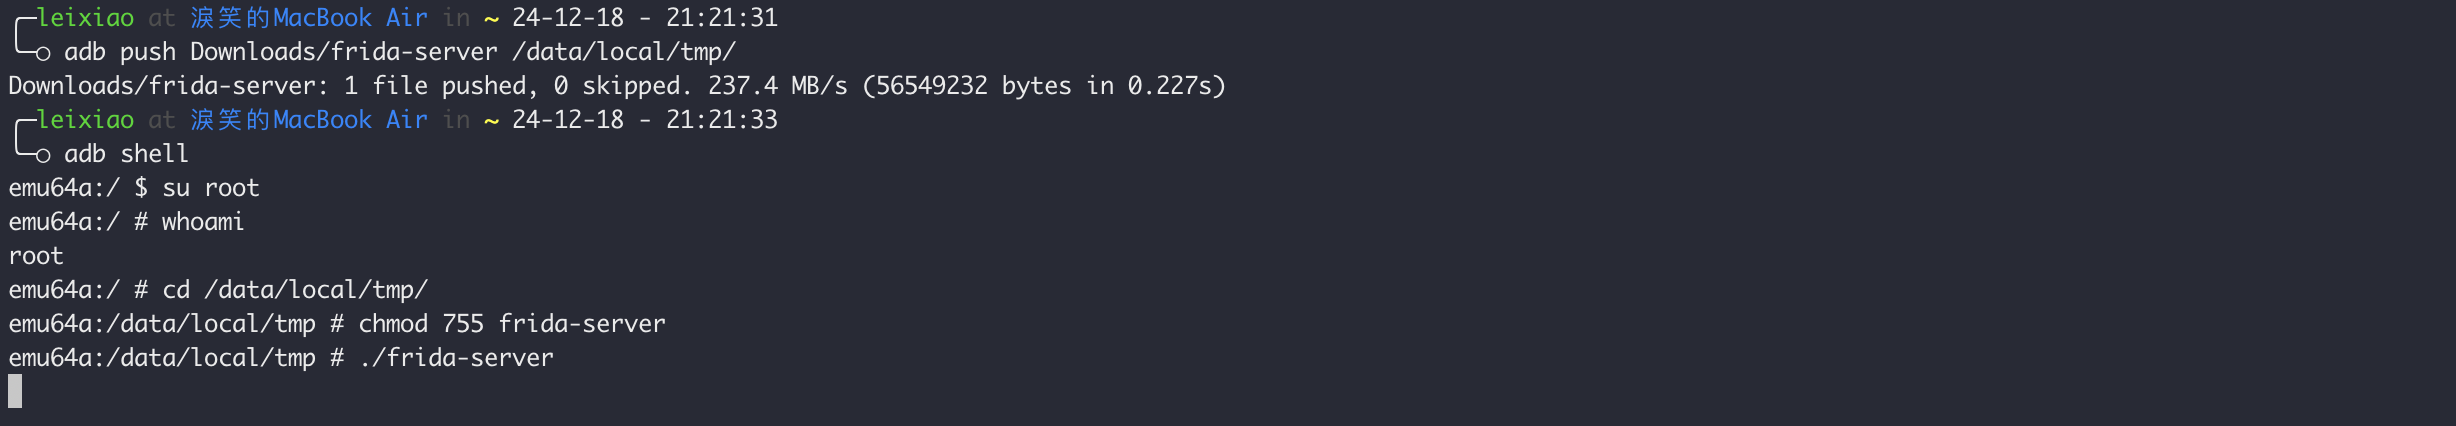 leixiao at 淚笑的MacBook Air in ~ 24-12-18 - 21:21:31
adb push Downloads/frida-server /data/local/tmp/
Downloads/frida-server: 1 file pushed, 0 skipped. 237.4 MB/s (56549232 bytes in 0.227s)
leixiao at 淚笑的MacBook Air in ~ 24-12-18 - 21:21:33
adb shell
emu64a:/ $ su root
emu64a:/ # whoami
root
emu64a:/ # cd /data/local/tmp/
emu64a:/data/local/tmp # chmod 755 frida-server
emu64a:/data/local/tmp # ./frida-server